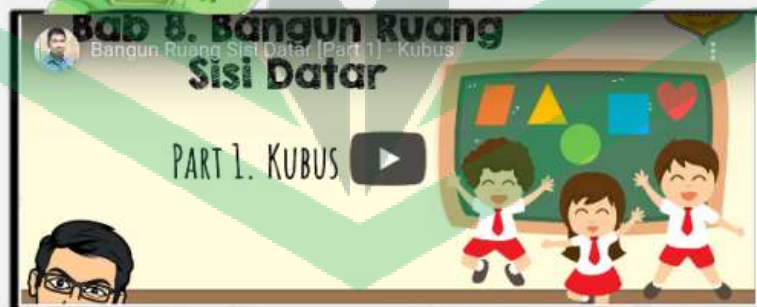 Bab 8. Bangun Ruang
Bangun Ruang Sisi Datar [Part 1] - Kubus
Sisi Datar
PART 1. KUBUS